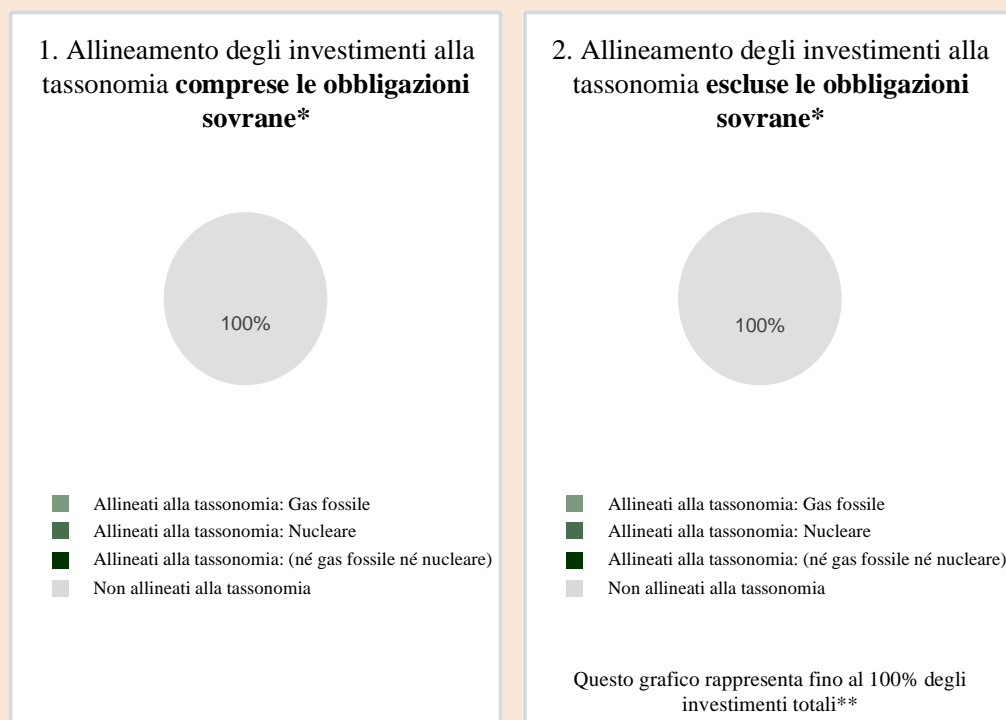 1. Allineamento degli investimenti alla
tassonomia comprese le obbligazioni
sovrane*
100%
Allineati alla tassonomia: Gas fossile
Allineati alla tassonomia: Nucleare
Allineati alla tassonomia: (né gas fossile né nucleare)
Non allineati alla tassonomia
2. Allineamento degli investimenti alla
tassonomia escluse le obbligazioni
sovrane*
100%
Allineati alla tassonomia: Gas fossile
Allineati alla tassonomia: Nucleare
Allineati alla tassonomia: (né gas fossile né nucleare)
Non allineati alla tassonomia
Questo grafico rappresenta fino al 100% degli
investimenti totali**